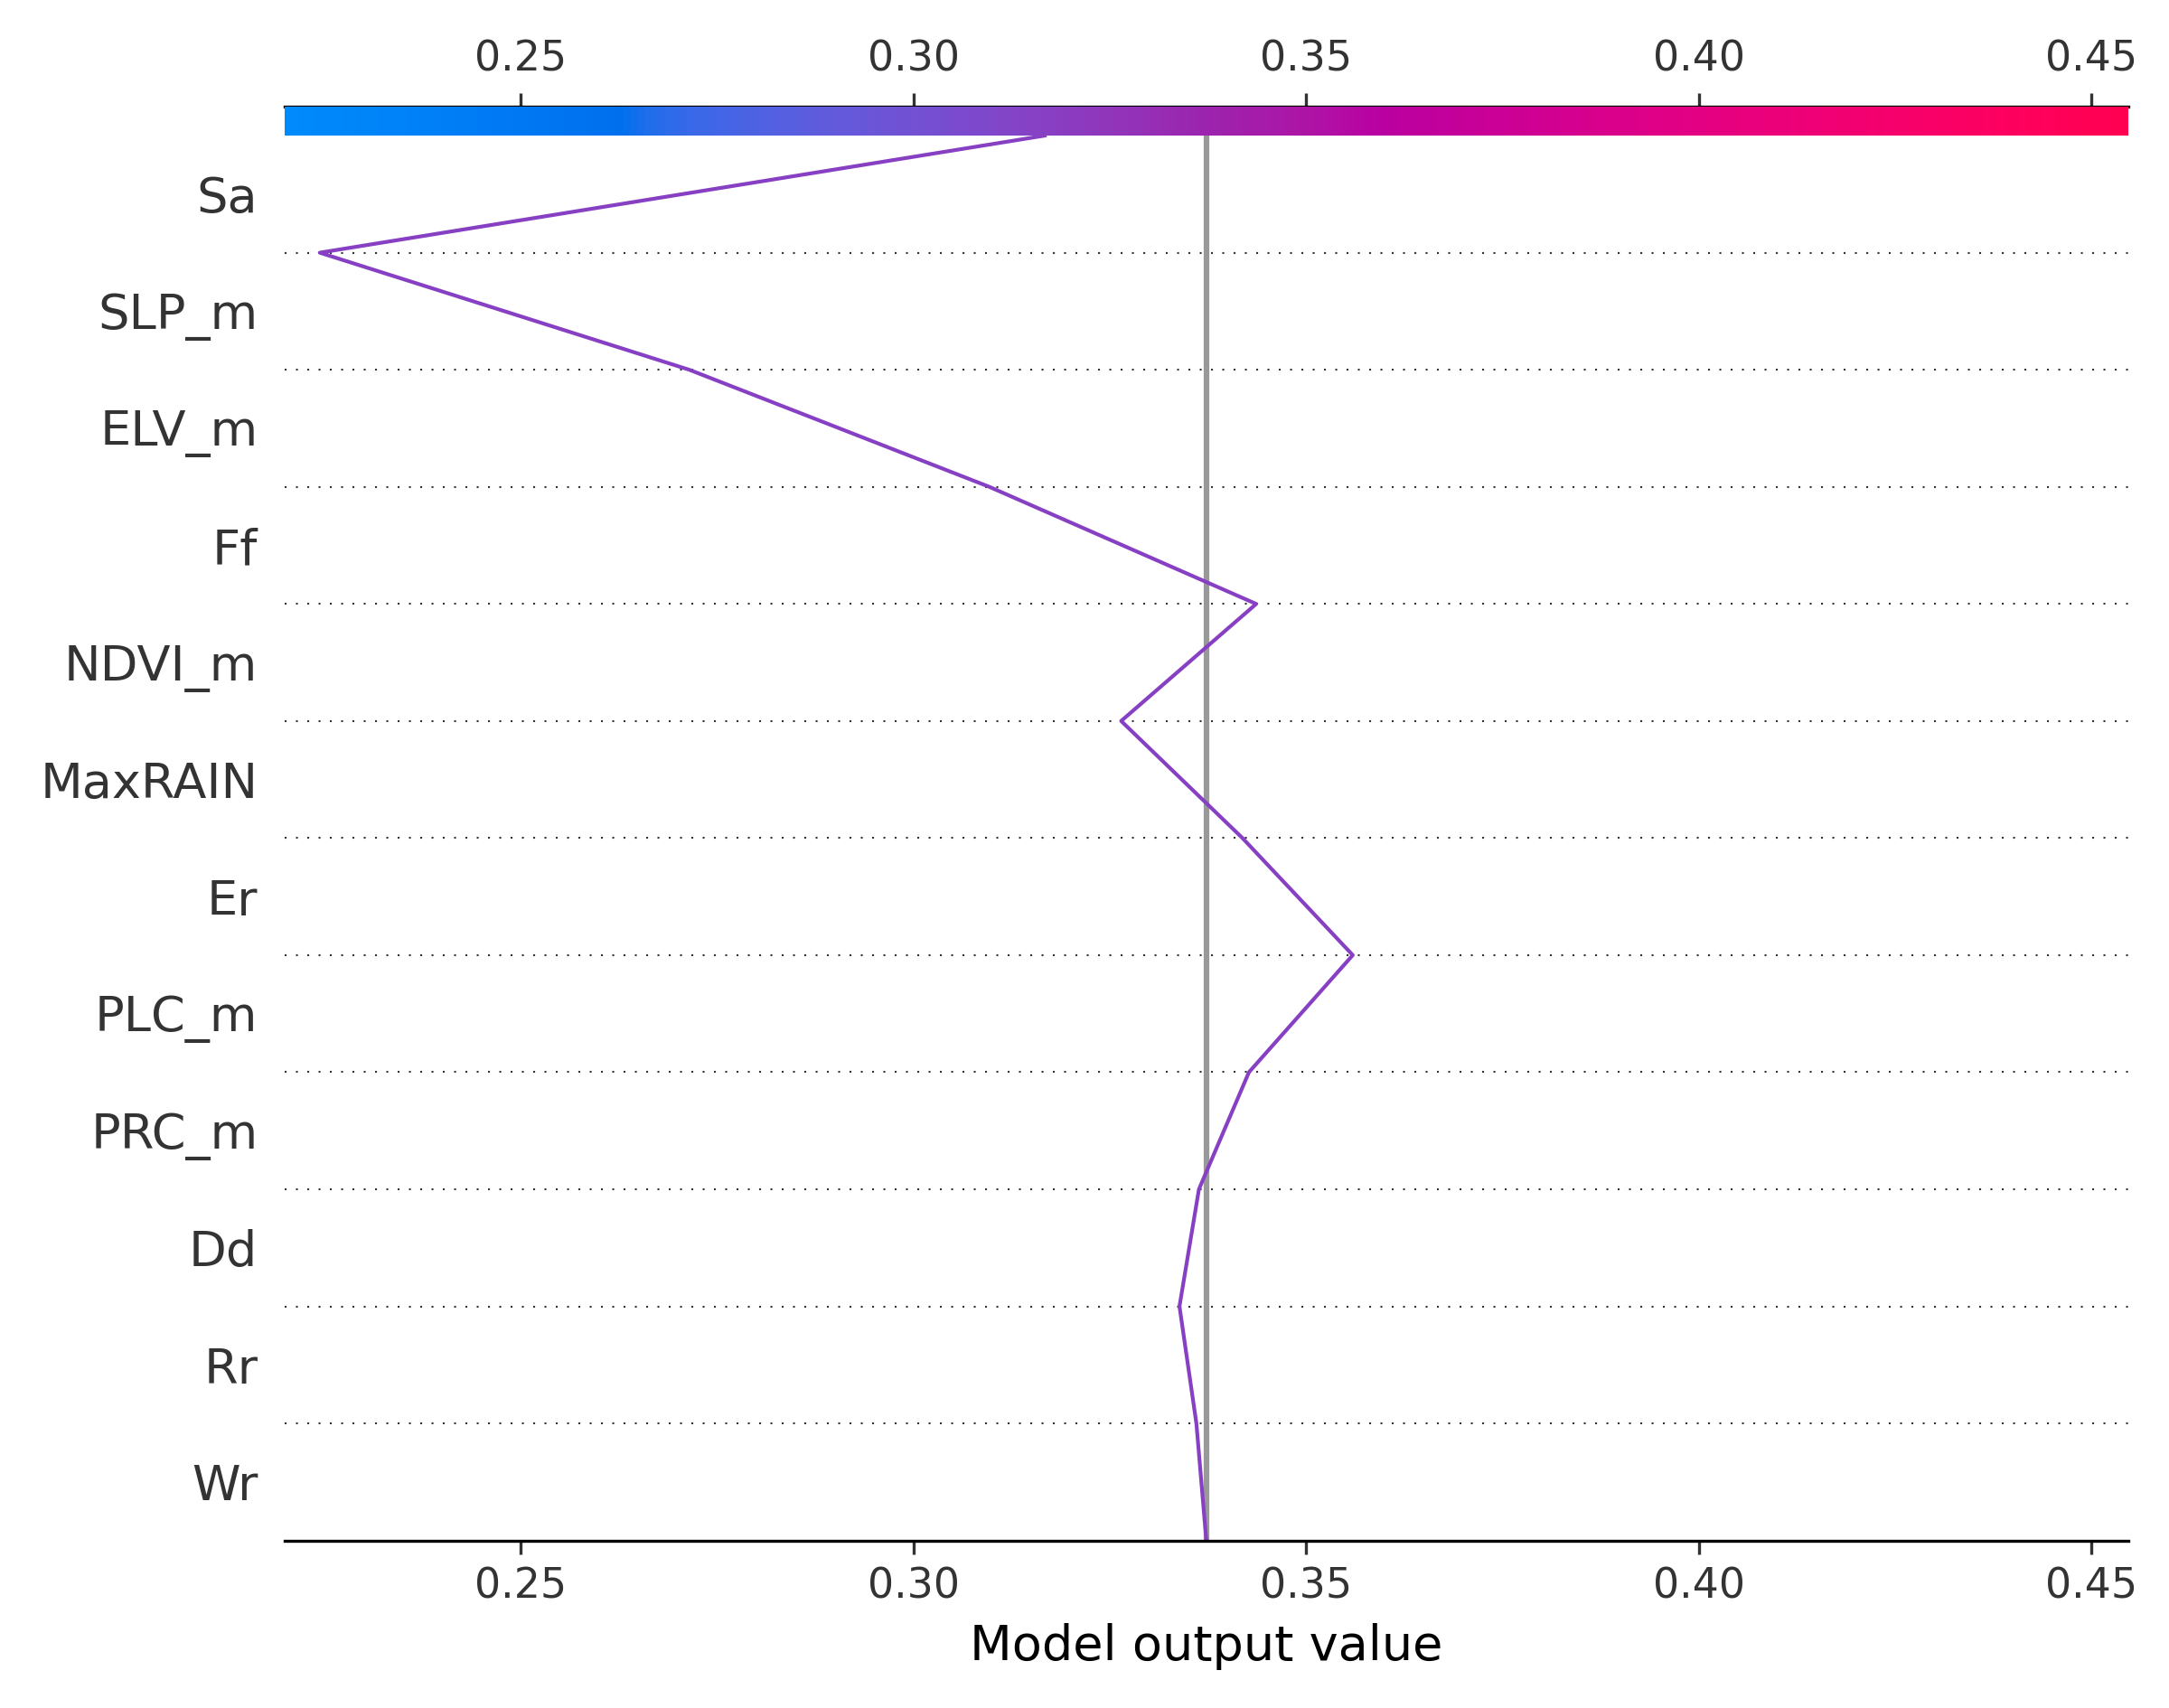 0.25 0.30 0.35 0.40 0.45
Sa
SLP_m
ELV_m
Ff
NDVI_m
MaxRAIN
Er
PLC_m
PRC_m
Dd
Rr
Wr
0.25 0.30 0.35 0.40 0.45
Model output value